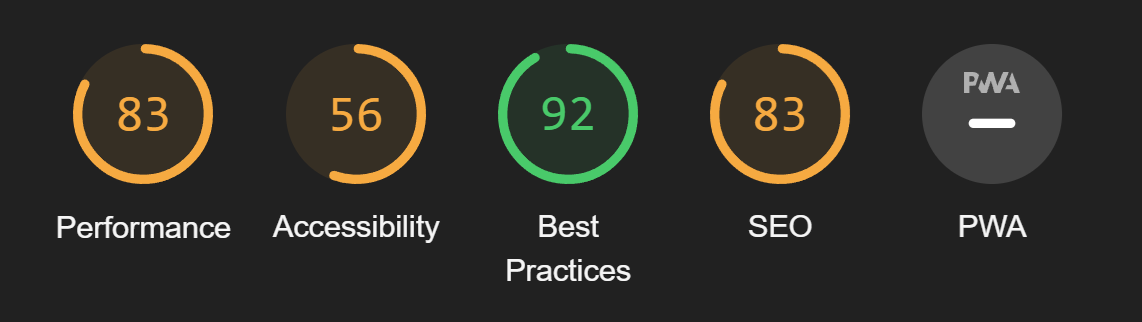 83
56
92
83
PWA
Performance
Accessibility
Best
Practices
SEO
PWA